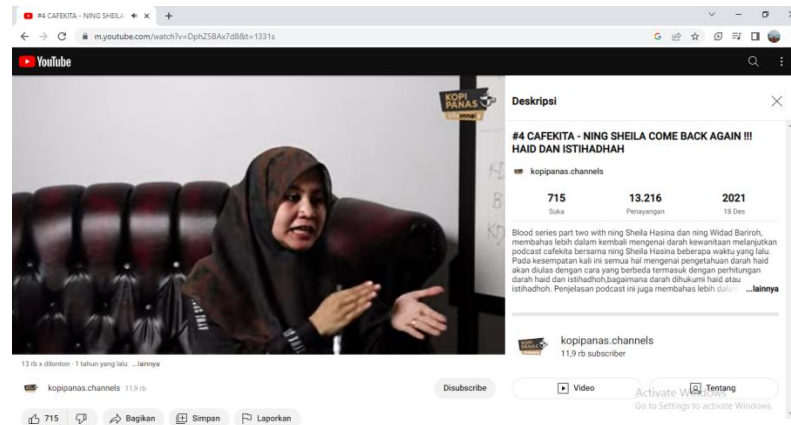 #4 CAFEKITA - NING SHEILA
m.youtube.com/watch?v=DphZ5BAx7d8&t=1331s
YouTube
KOPI
PANAS
channel
Deskripsi
#4 CAFEKITA - NING SHEILA COME BACK AGAIN !!!
HAID DAN ISTIHADHAH
kopipanas.channels
715 13.216 2021
Suka Penayangan 18 Des
Blood series part two with ning Sheila Hasina dan ning Widad Bariroh,
membahas lebih dalam kembali mengenai darah kewanitaan melanjutkan
podcast cafekita bersama ning Sheila Hasina beberapa waktu yang lalu.
Pada kesempatan kali ini semua hal mengenai pengetahuan darah haid
akan diulas dengan cara yang berbeda termasuk dengan perhitungan
darah haid dan istihadhoh,bagaimana darah dihukumi haid atau
istihadhoh. Penjelasan podcast ini juga membahas lebih dalam ...lainnya
kopipanas.channels
11,9 rb subscriber
Video Tentang
13 rb x ditonton 1 tahun yang lalu ...lainnya
kopipanas.channels 11,9 rb Disubscribe
715 Bagikan Simpan Laporkan
Activate Windows
Go to Settings to activate Windows.